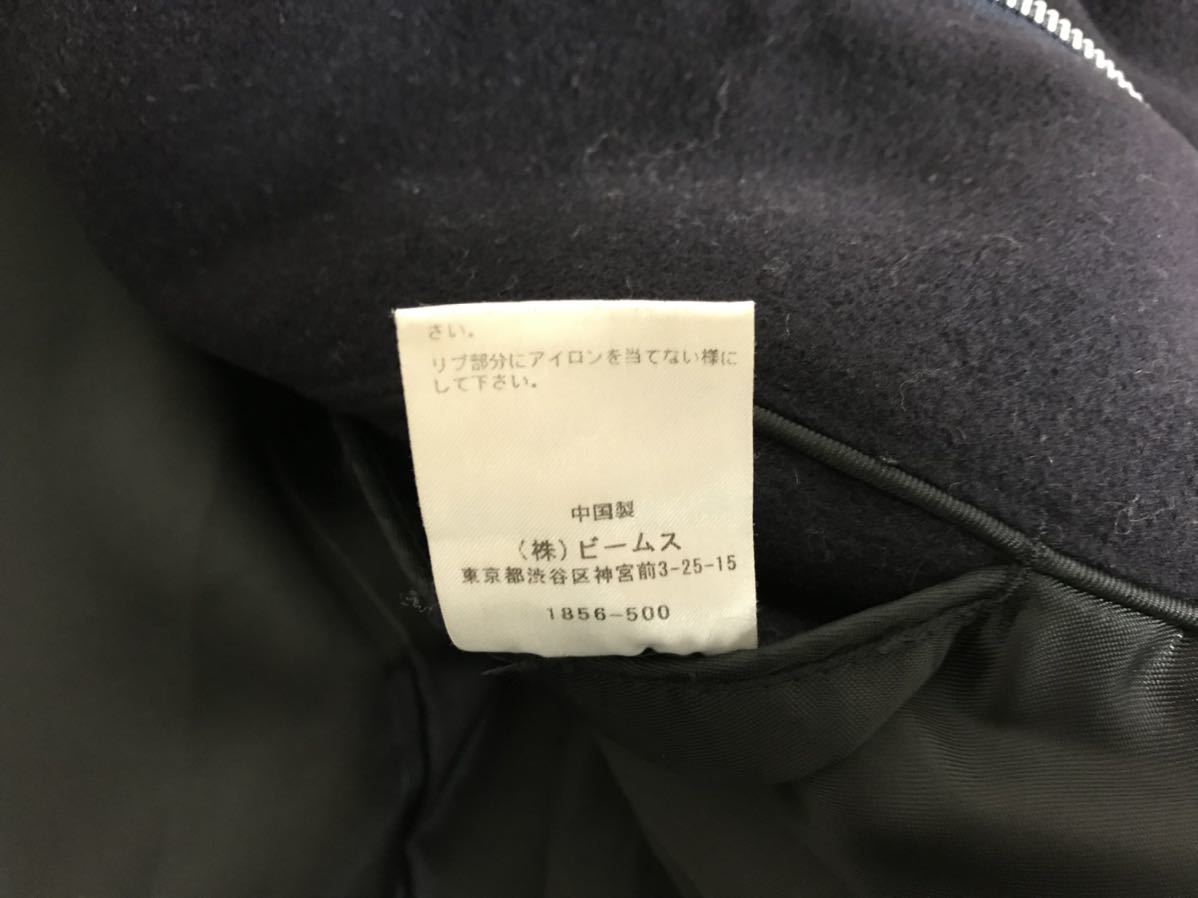 さい。
リブ部分にアイロンを当てない様に
して下さい。
中国製
(株)ビームス
東京都渋谷区神宮前3-25-15
1856-500